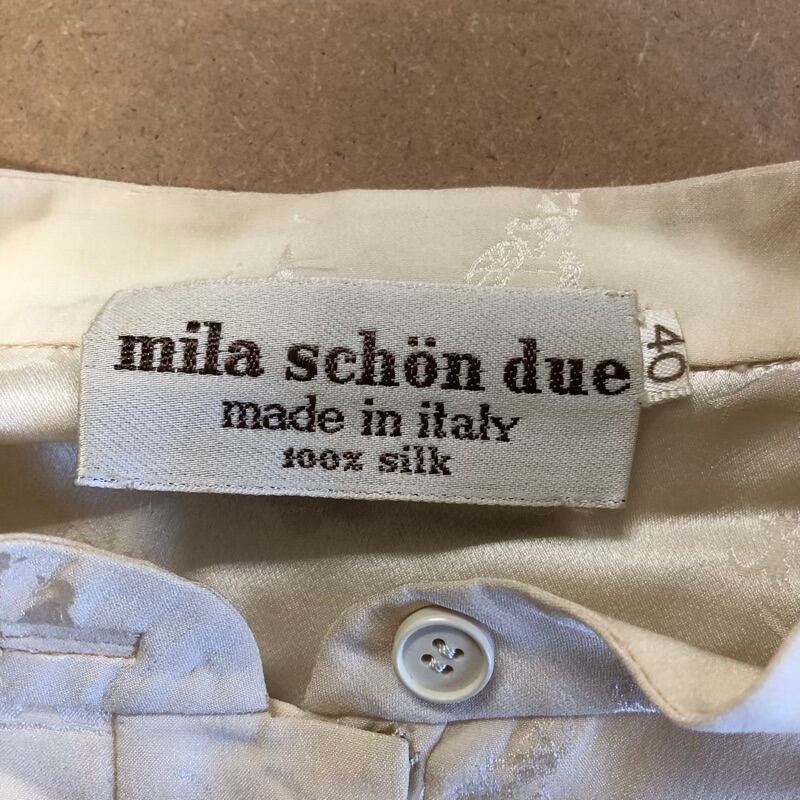 mila schön due
made in italy
100% silk
40